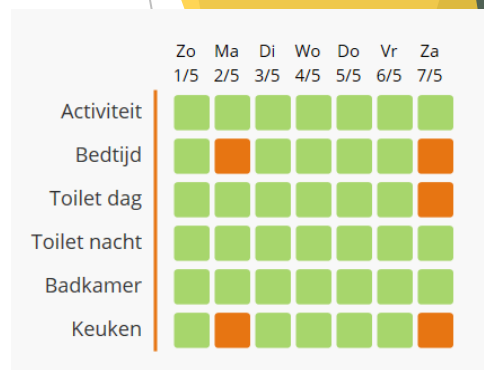 Zo Ma Di Wo Do Vr Za
1/5 2/5 3/5 4/5 5/5 6/5 7/5
Activiteit
Bedtijd
Toilet dag
Toilet nacht
Badkamer
Keuken